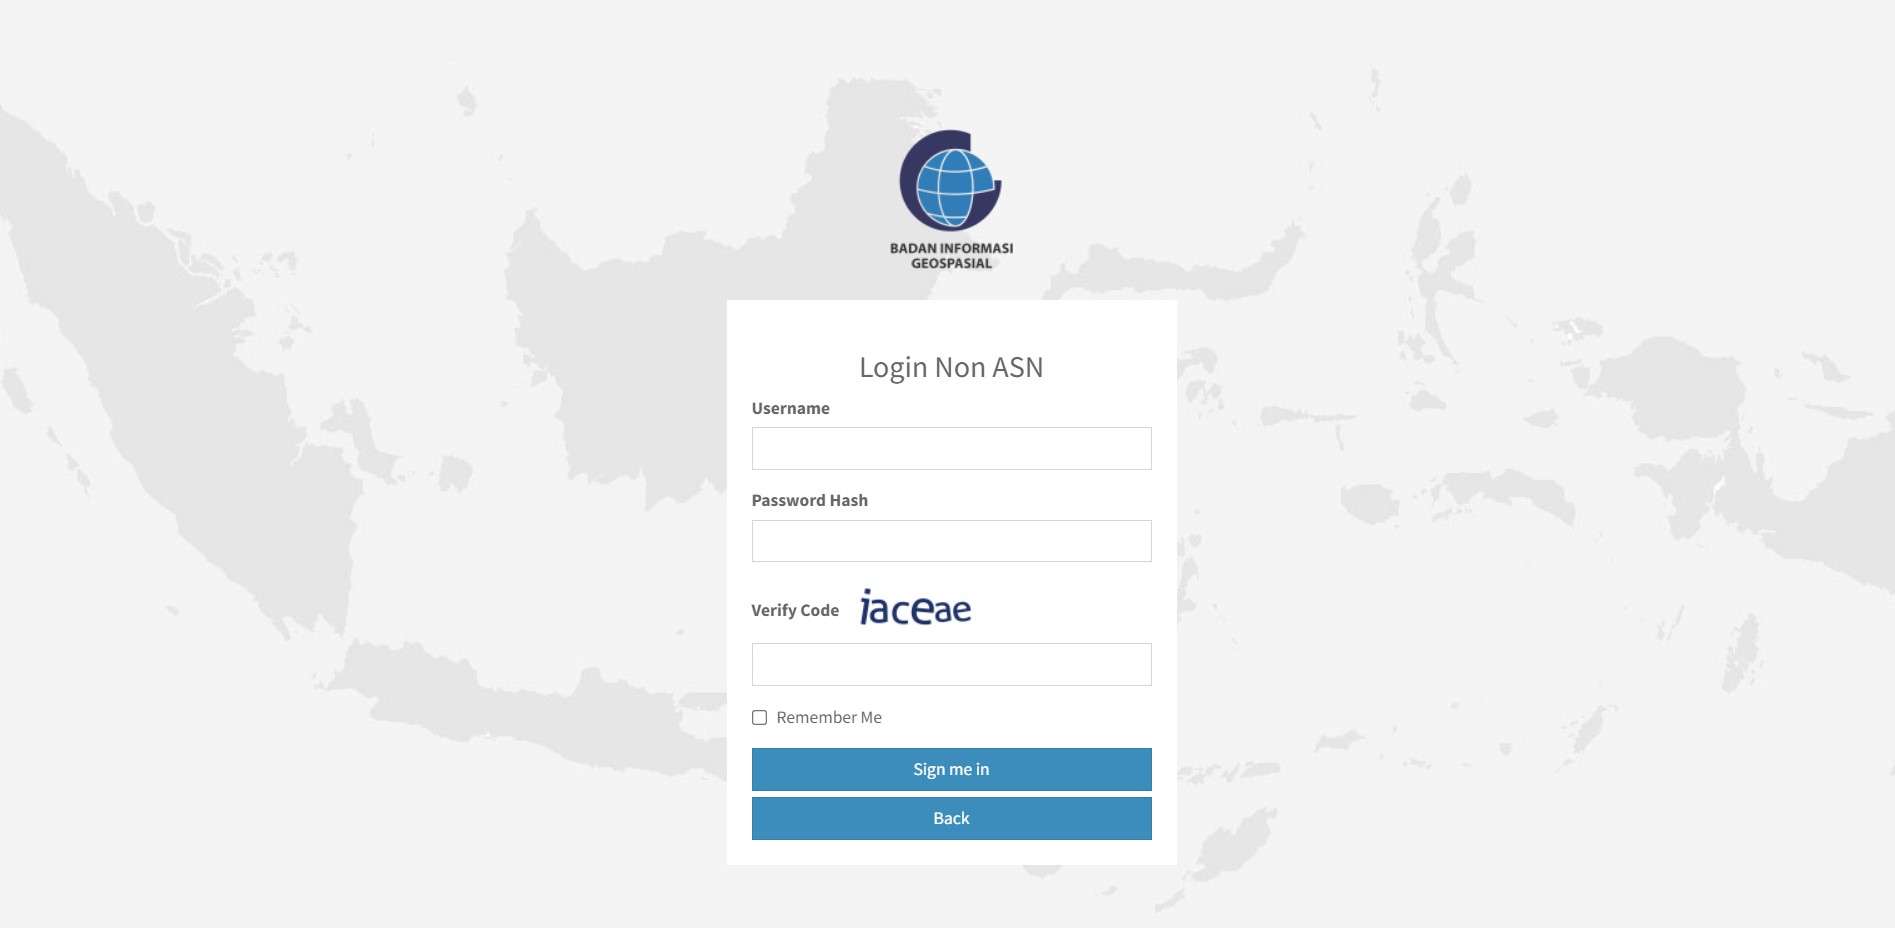 BADAN INFORMASI
GEOSPASIAL
Login Non ASN
Username
Password Hash
Verify Code iaceae
Remember Me
Sign me in
Back